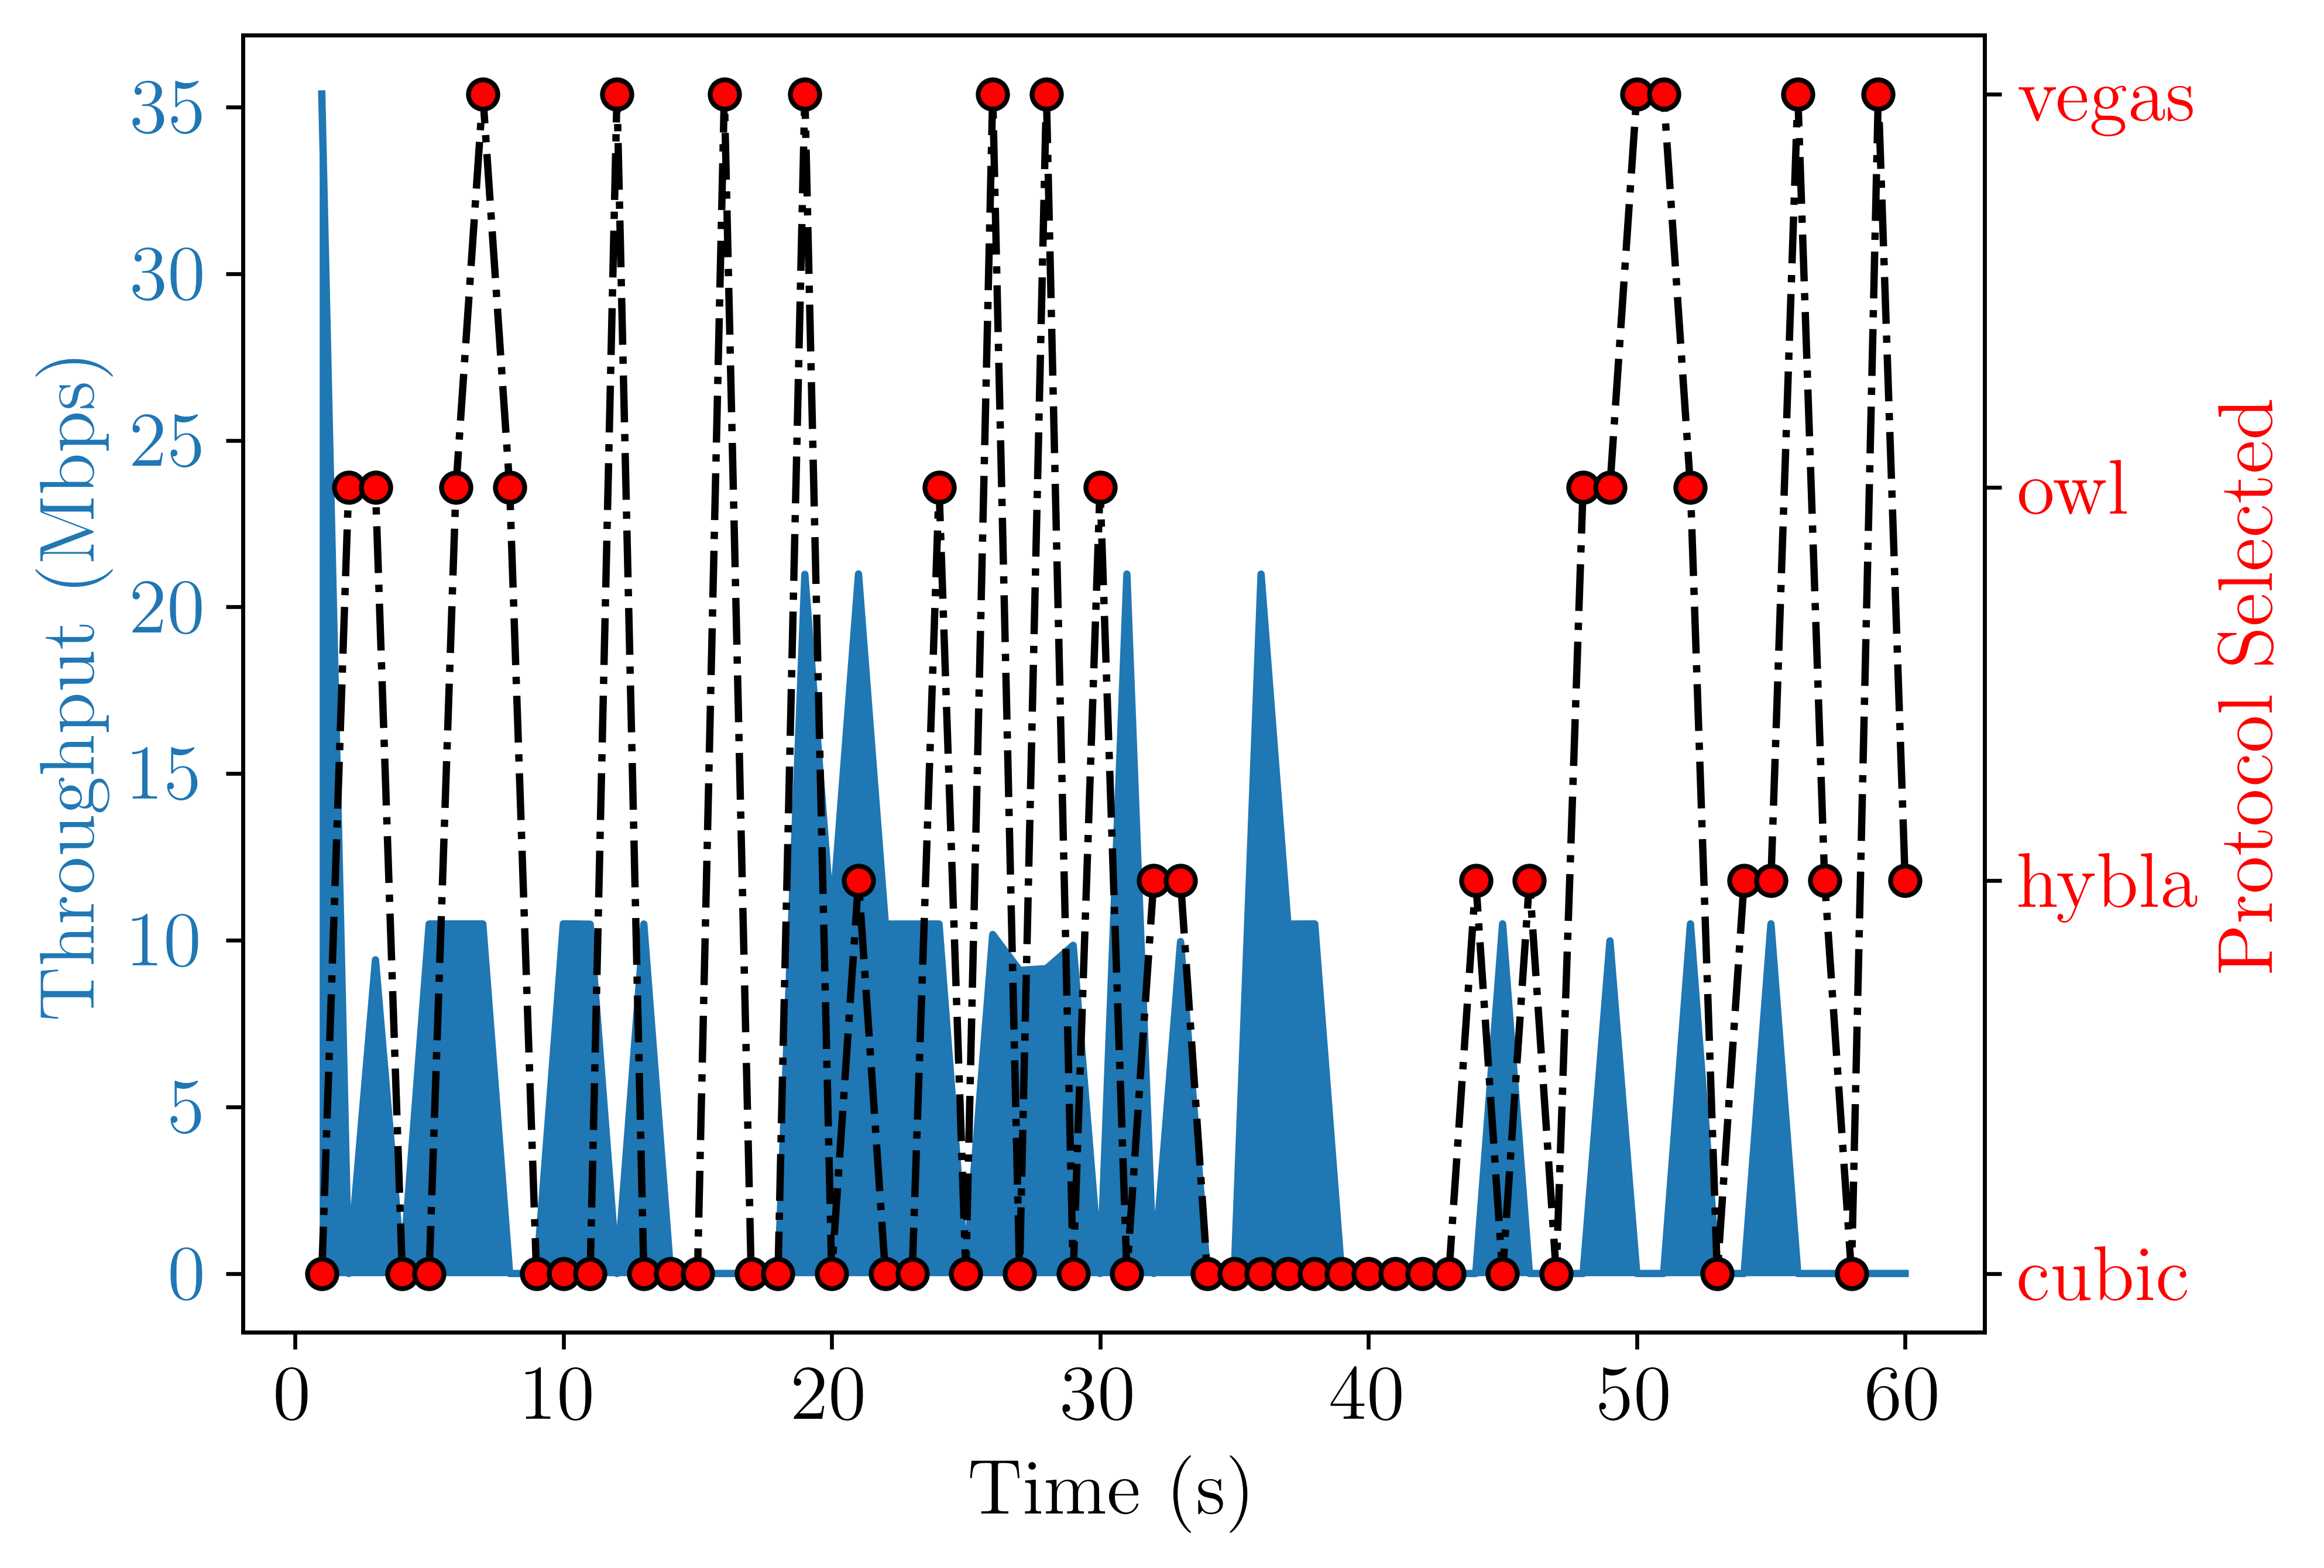 35
30
25
20
15
10
5
0
Throughput (Mbps)
vegas
owl
hybla
cubic
Protocol Selected
0 10 20 30 40 50 60
Time (s)